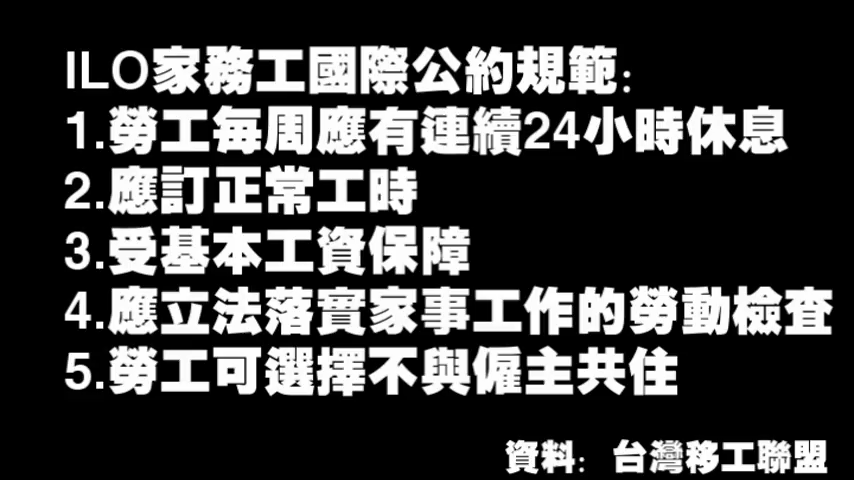 ILO家務工國際公約規範:
1.勞工每周應有連續24小時休息
2.應訂正常工時
3.受基本工資保障
4.應立法落實家事工作的勞動檢查
5.勞工可選擇不與僱主共住
資料: 台灣移工聯盟